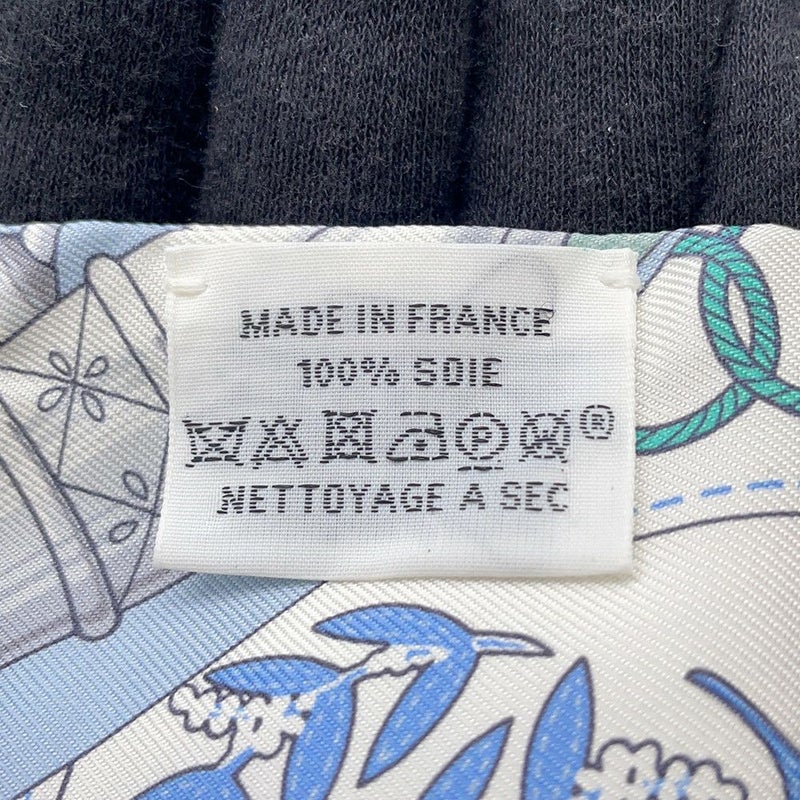 MADE IN FRANCE
100% SOIE
P W ®
NETTOYAGE A SEC